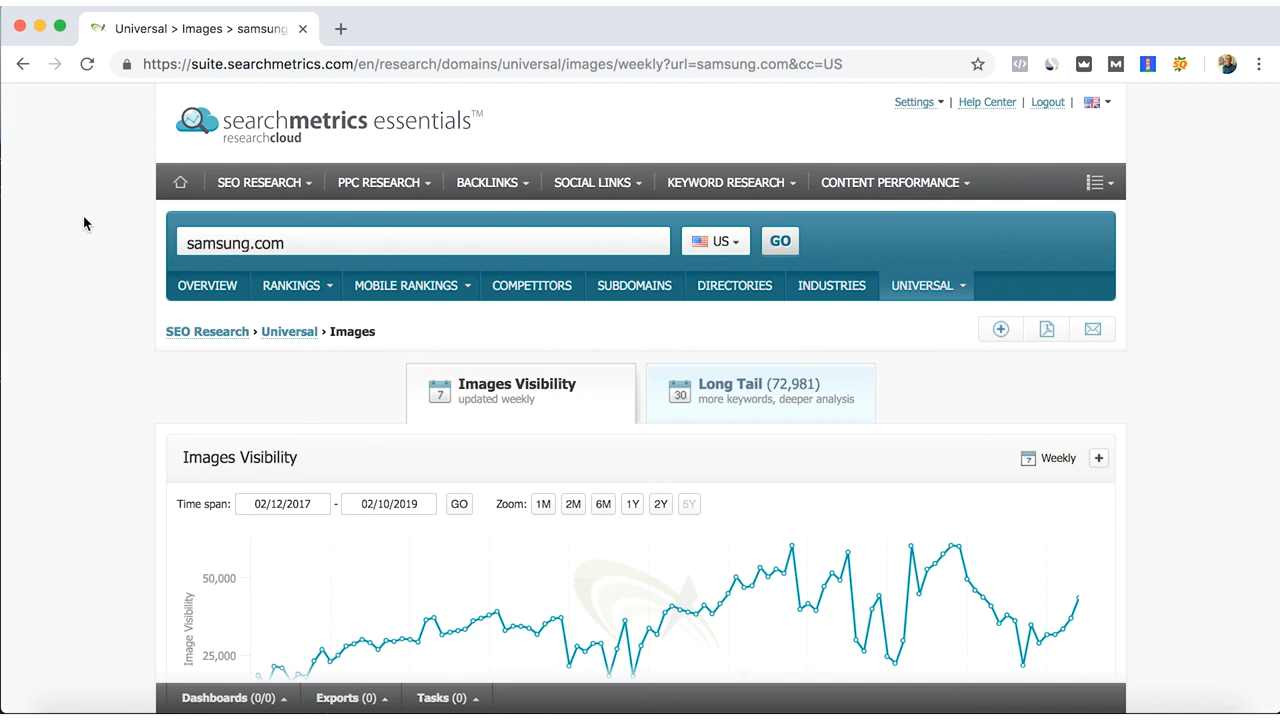 Universal > Images > samsung
https://suite.searchmetrics.com/en/research/domains/universal/images/weekly?url=samsung.com&cc=US
Settings | Help Center | Logout |
searchmetrics essentials™
researchcloud
SEO RESEARCH PPC RESEARCH BACKLINKS SOCIAL LINKS KEYWORD RESEARCH CONTENT PERFORMANCE
samsung.com US GO
OVERVIEW RANKINGS MOBILE RANKINGS COMPETITORS SUBDOMAINS DIRECTORIES INDUSTRIES UNIVERSAL
SEO Research › Universal › Images
7 Images Visibility
updated weekly
30 Long Tail (72,981)
more keywords, deeper analysis
Images Visibility
7 Weekly +
Time span: 02/12/2017 - 02/10/2019 GO Zoom: 1M 2M 6M 1Y 2Y 5Y
50,000
25,000
Image Visibility
Dashboards (0/0) Exports (0) Tasks (0)